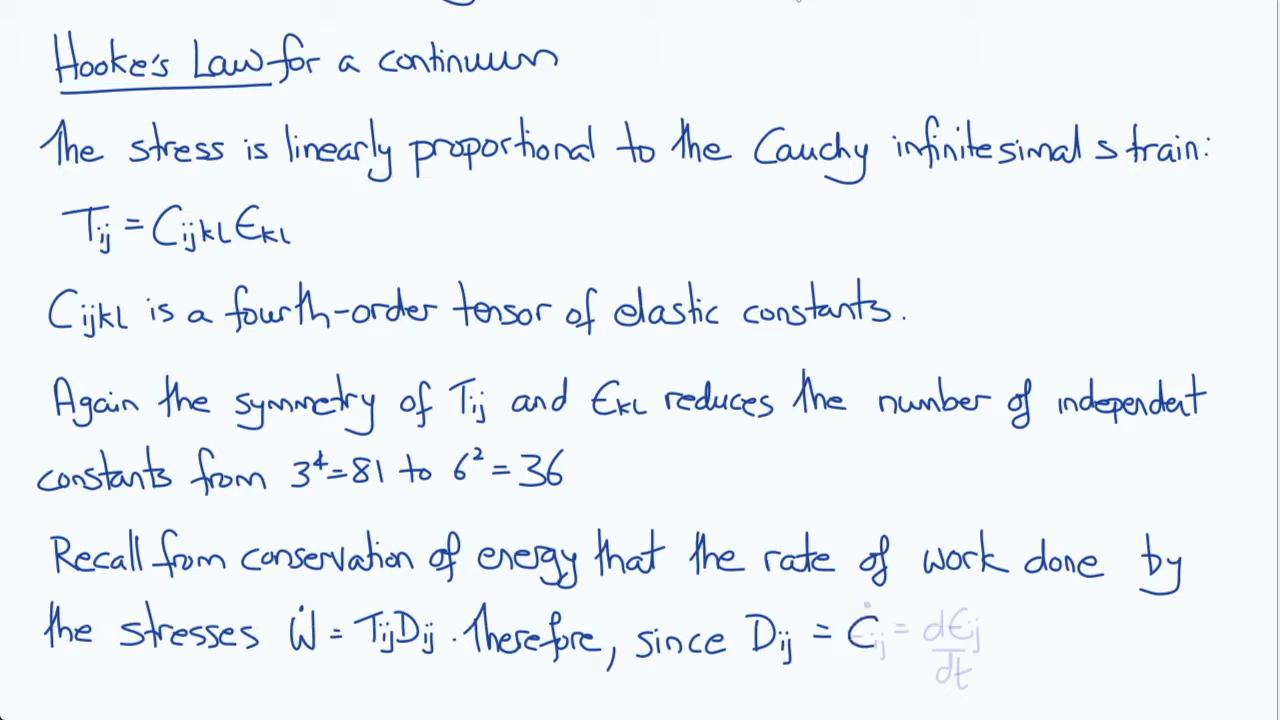 Hooke's Law for a continuum
The stress is linearly proportional to the Cauchy infinitesimal strain:
Tij = Cijkl Ekl
Cijkl is a fourth-order tensor of elastic constants.
Again the symmetry of Tij and Ekl reduces the number of independent
constants from 3⁴=81 to 6² = 36
Recall from conservation of energy that the rate of work done by
the stresses Ẇ = TijDij. Therefore, since Dij = ϵ̇ij = dϵij/dt